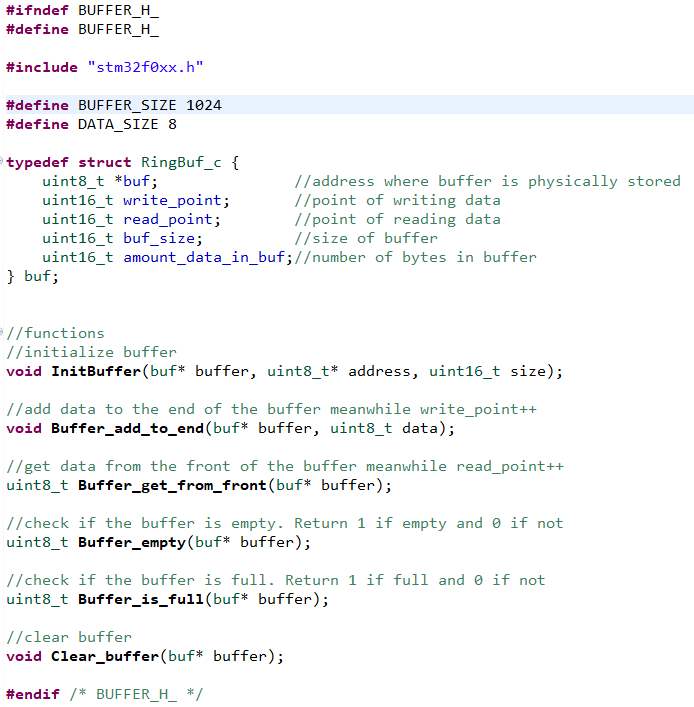 #ifndef BUFFER_H_
#define BUFFER_H_
#include "stm32f0xx.h"
#define BUFFER_SIZE 1024
#define DATA_SIZE 8
typedef struct RingBuf_c {
    uint8_t *buf;               //address where buffer is physically stored
    uint16_t write_point;       //point of writing data
    uint16_t read_point;        //point of reading data
    uint16_t buf_size;          //size of buffer
    uint16_t amount_data_in_buf;//number of bytes in buffer
} buf;
//functions
//initialize buffer
void InitBuffer(buf* buffer, uint8_t* address, uint16_t size);
//add data to the end of the buffer meanwhile write_point++
void Buffer_add_to_end(buf* buffer, uint8_t data);
//get data from the front of the buffer meanwhile read_point++
uint8_t Buffer_get_from_front(buf* buffer);
//check if the buffer is empty. Return 1 if empty and 0 if not
uint8_t Buffer_empty(buf* buffer);
//check if the buffer is full. Return 1 if full and 0 if not
uint8_t Buffer_is_full(buf* buffer);
//clear buffer
void Clear_buffer(buf* buffer);
#endif /* BUFFER_H_ */